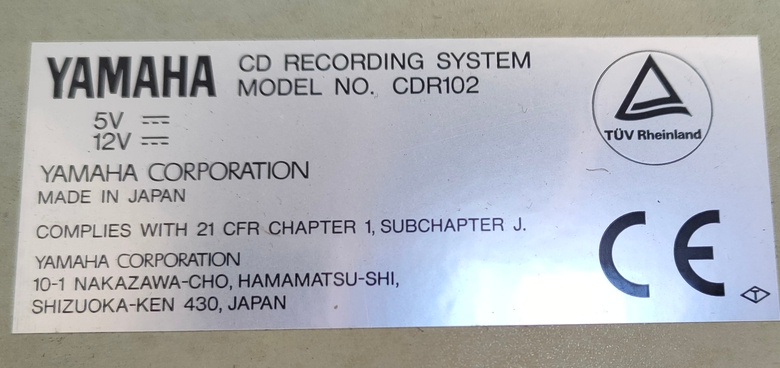 YAMAHA
CD RECORDING SYSTEM
MODEL NO. CDR102
5V
12V
YAMAHA CORPORATION
MADE IN JAPAN
COMPLIES WITH 21 CFR CHAPTER 1, SUBCHAPTER J.
YAMAHA CORPORATION
10-1 NAKAZAWA-CHO, HAMAMATSU-SHI,
SHIZUOKA-KEN 430, JAPAN
TÜV Rheinland
CE
T